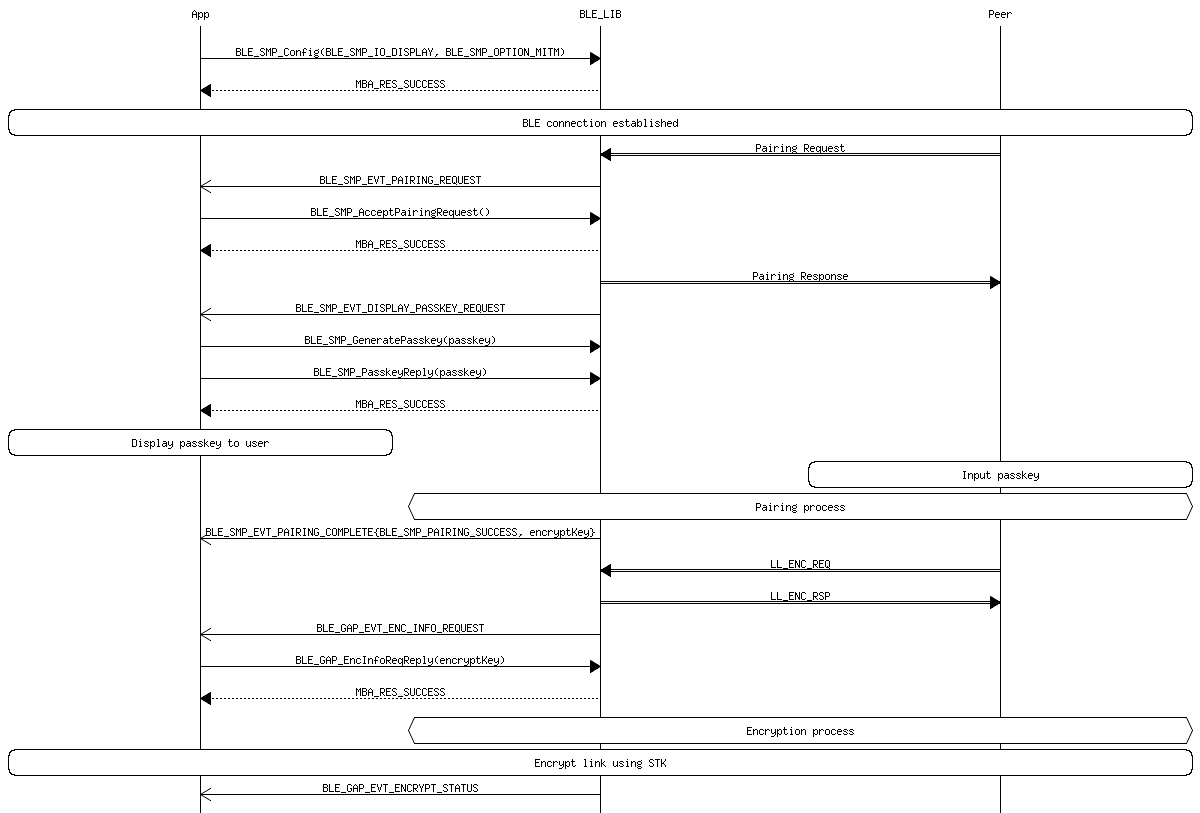 App BLE_LIB Peer
BLE_SMP_Config(BLE_SMP_IO_DISPLAY, BLE_SMP_OPTION_MITM)
MBA_RES_SUCCESS
BLE connection established
Pairing Request
BLE_SMP_EVT_PAIRING_REQUEST
BLE_SMP_AcceptPairingRequest()
MBA_RES_SUCCESS
Pairing Response
BLE_SMP_EVT_DISPLAY_PASSKEY_REQUEST
BLE_SMP_GeneratePasskey(passkey)
BLE_SMP_PasskeyReply(passkey)
MBA_RES_SUCCESS
Display passkey to user
Input passkey
Pairing process
BLE_SMP_EVT_PAIRING_COMPLETE{BLE_SMP_PAIRING_SUCCESS, encryptKey}
LL_ENC_REQ
LL_ENC_RSP
BLE_GAP_EVT_ENC_INFO_REQUEST
BLE_GAP_EncInfoReqReply(encryptKey)
MBA_RES_SUCCESS
Encryption process
Encrypt link using STK
BLE_GAP_EVT_ENCRYPT_STATUS